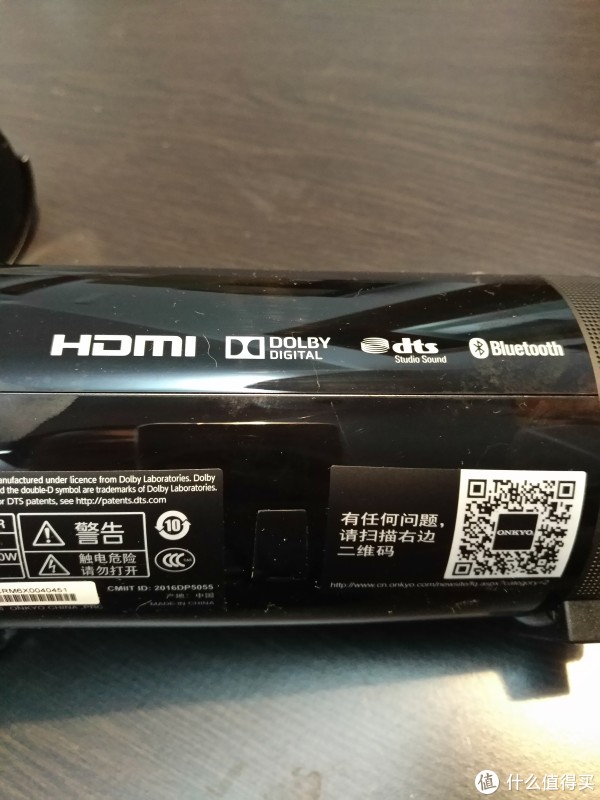 HDMI
DOLBY
DIGITAL
dts
Studio Sound
Bluetooth
anufactured under licence from Dolby Laboratories. Dolby
d the double-D symbol are trademarks of Dolby Laboratories.
r DTS patents, see http://patents.dts.com
警告
10
触电危险
请勿打开
CCC
CMIIT ID: 2016DP5055
产地: 中国
MADE IN CHINA
ONKYO CHINA
有任何问题,
请扫描右边
二维码
ONKYO
值 什么值得买